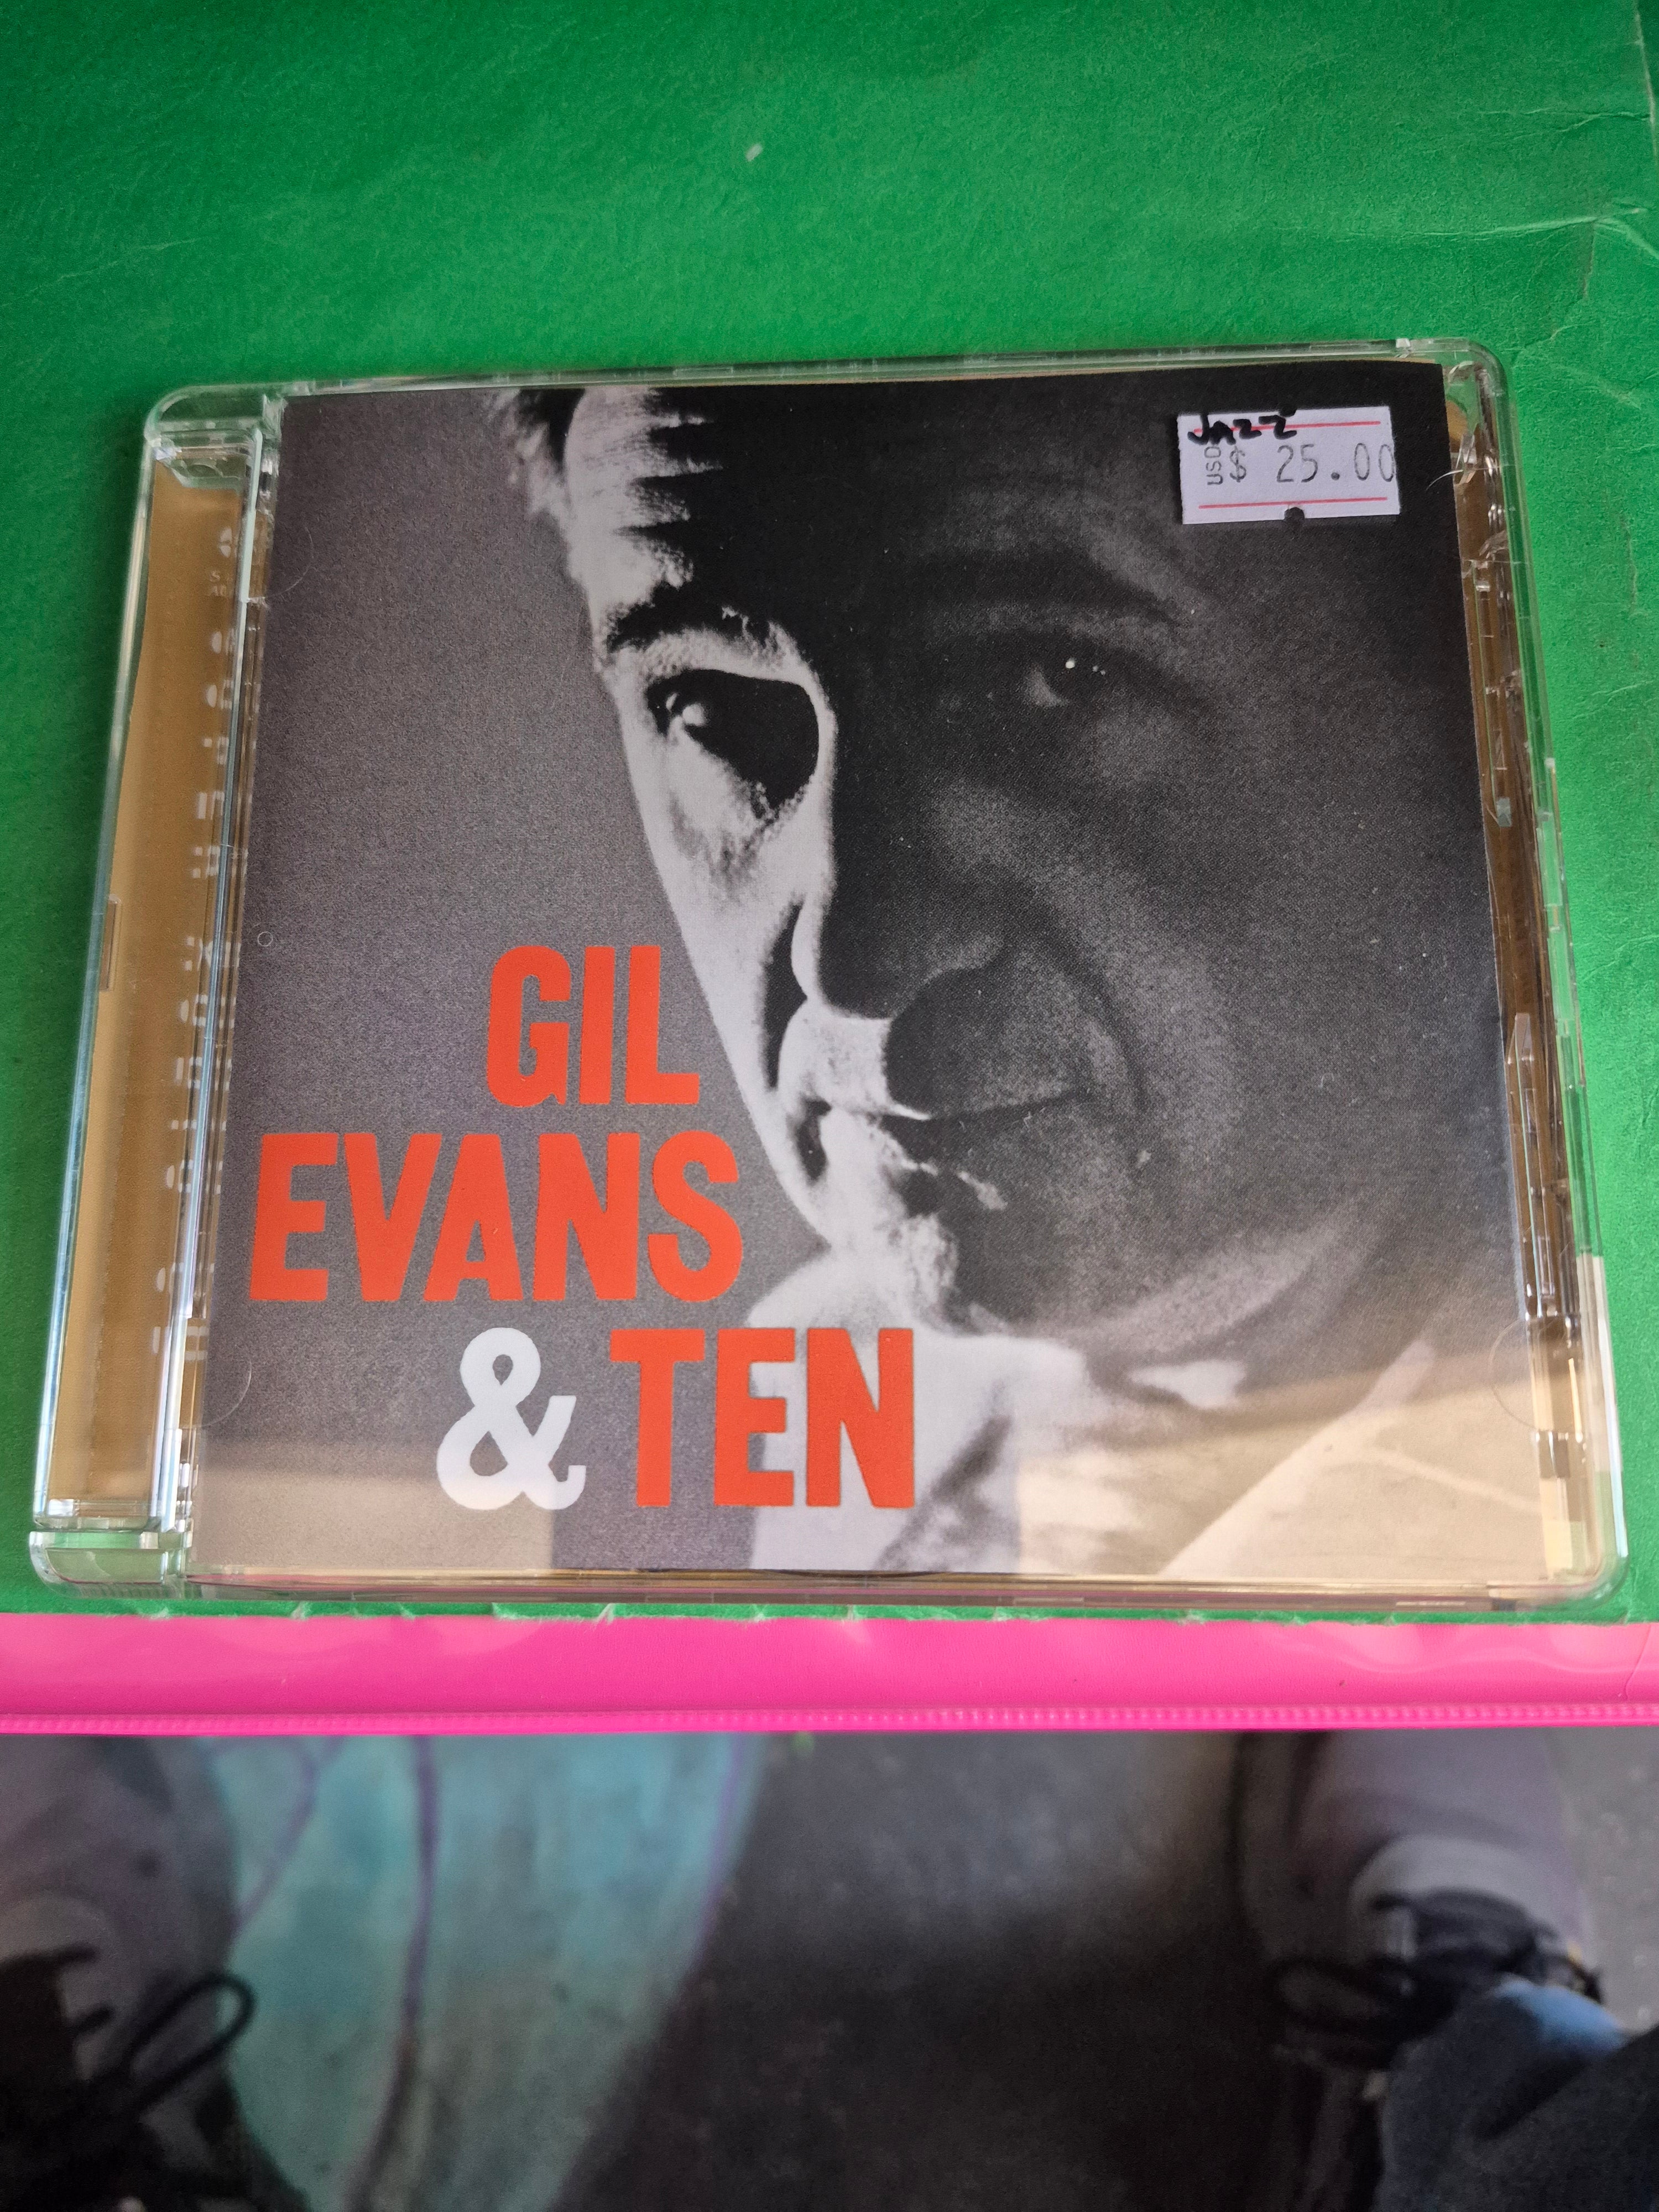 Jazz
USD $ 25.00
GIL
EVANS
& TEN